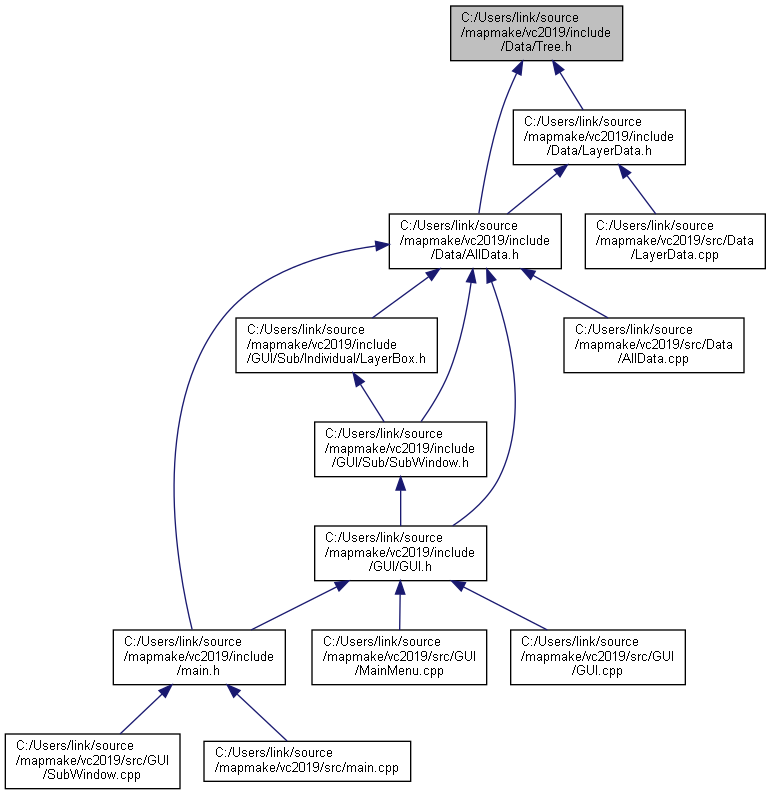 C:/Users/link/source
/mapmake/vc2019/include
/Data/Tree.h
C:/Users/link/source
/mapmake/vc2019/include
/Data/LayerData.h
C:/Users/link/source
/mapmake/vc2019/include
/Data/AllData.h
C:/Users/link/source
/mapmake/vc2019/src/Data
/LayerData.cpp
C:/Users/link/source
/mapmake/vc2019/include
/GUI/Sub/Individual/LayerBox.h
C:/Users/link/source
/mapmake/vc2019/src/Data
/AllData.cpp
C:/Users/link/source
/mapmake/vc2019/include
/GUI/Sub/SubWindow.h
C:/Users/link/source
/mapmake/vc2019/include
/GUI/GUI.h
C:/Users/link/source
/mapmake/vc2019/include
/main.h
C:/Users/link/source
/mapmake/vc2019/src/GUI
/MainMenu.cpp
C:/Users/link/source
/mapmake/vc2019/src/GUI
/GUI.cpp
C:/Users/link/source
/mapmake/vc2019/src/GUI
/SubWindow.cpp
C:/Users/link/source
/mapmake/vc2019/src/main.cpp